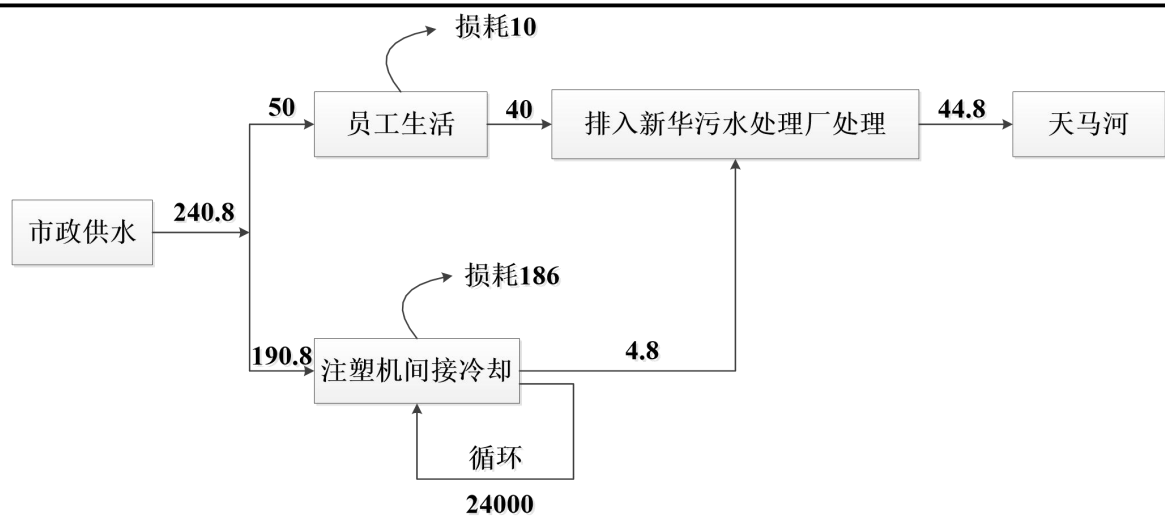 损耗10
50
员工生活
40
排入新华污水处理厂处理
44.8
天马河
市政供水
240.8
损耗186
190.8
注塑机间接冷却
4.8
循环
24000